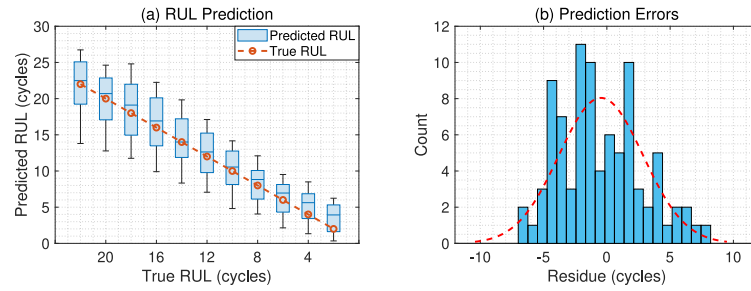 (a) RUL Prediction
Predicted RUL
True RUL
30
25
20
15
10
5
0
Predicted RUL (cycles)
20 16 12 8 4
True RUL (cycles)
(b) Prediction Errors
12
10
8
6
4
2
0
Count
-10 -5 0 5 10
Residue (cycles)